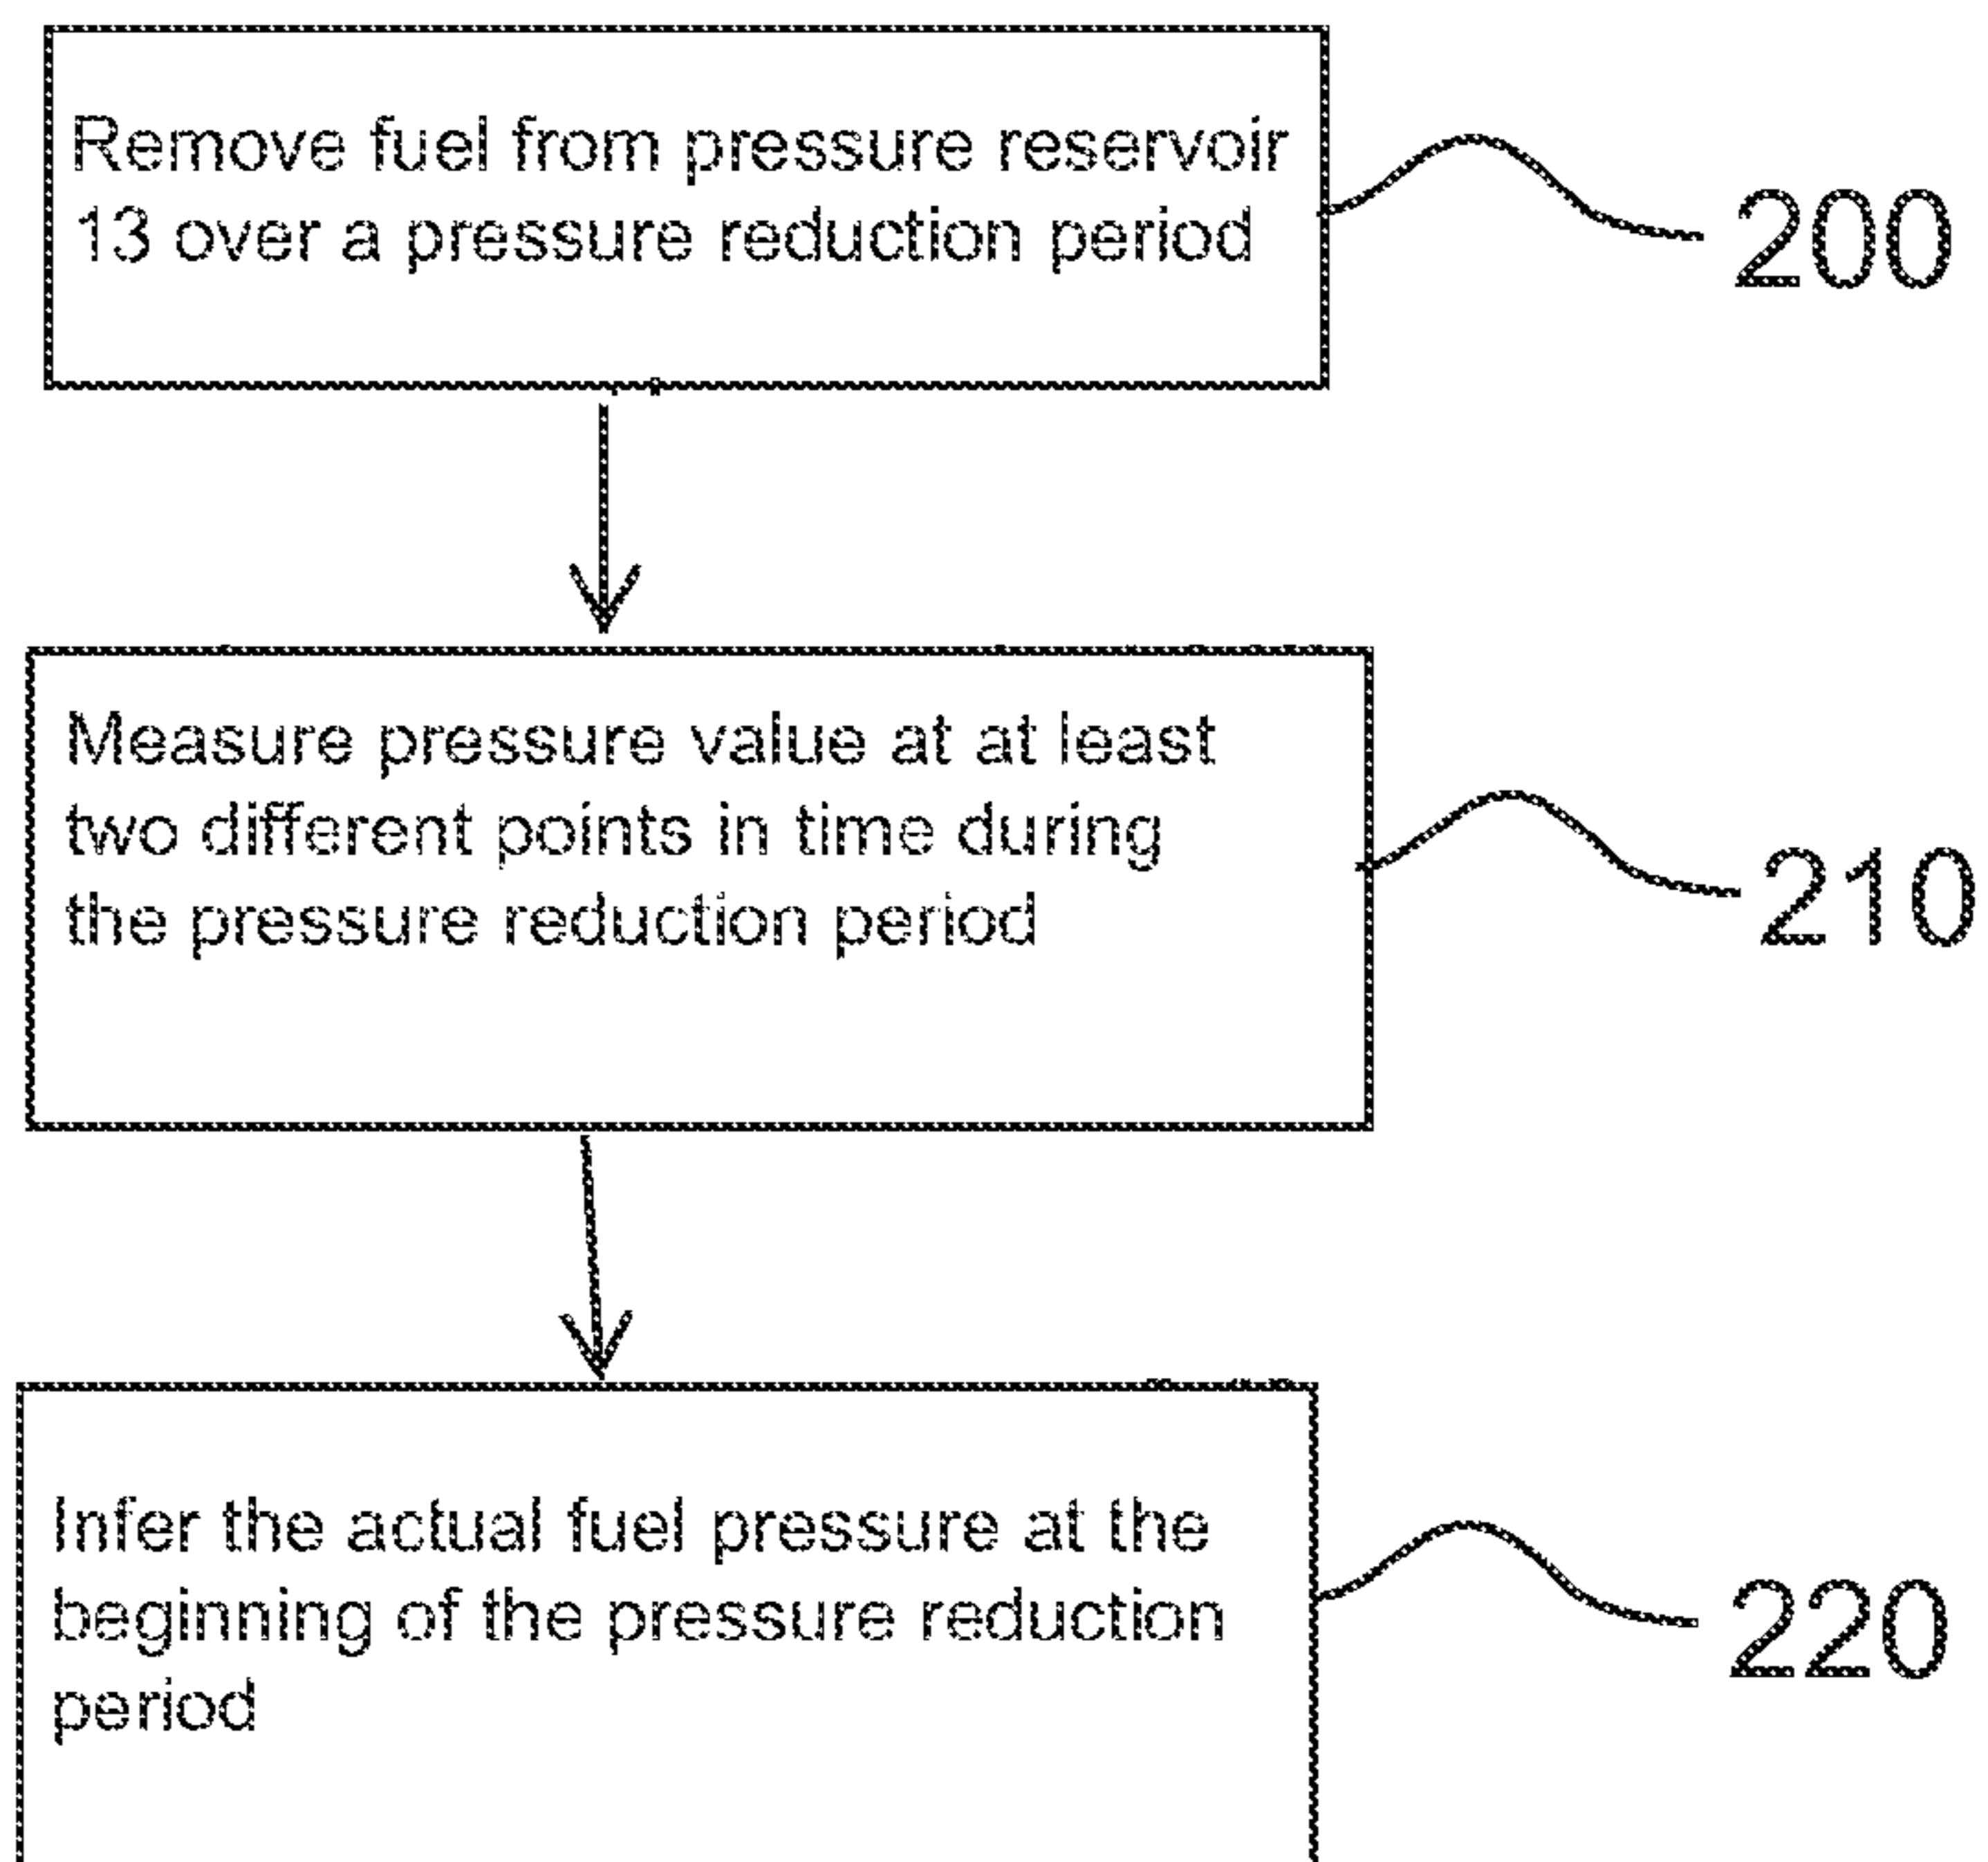 Remove fuel from pressure reservoir
13 over a pressure reduction period
200
Measure pressure value at at least
two different points in time during
the pressure reduction period
210
Infer the actual fuel pressure at the
beginning of the pressure reduction
period
220